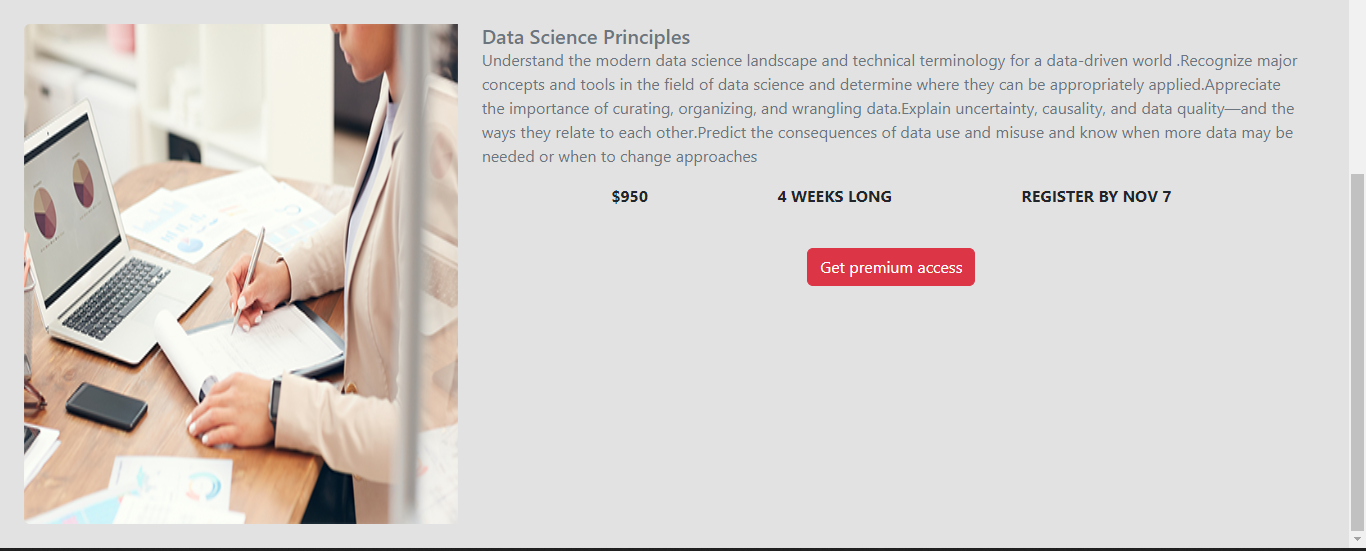 Data Science Principles
Understand the modern data science landscape and technical terminology for a data-driven world .Recognize major
concepts and tools in the field of data science and determine where they can be appropriately applied.Appreciate
the importance of curating, organizing, and wrangling data.Explain uncertainty, causality, and data quality—and the
ways they relate to each other.Predict the consequences of data use and misuse and know when more data may be
needed or when to change approaches
$950 4 WEEKS LONG REGISTER BY NOV 7
Get premium access